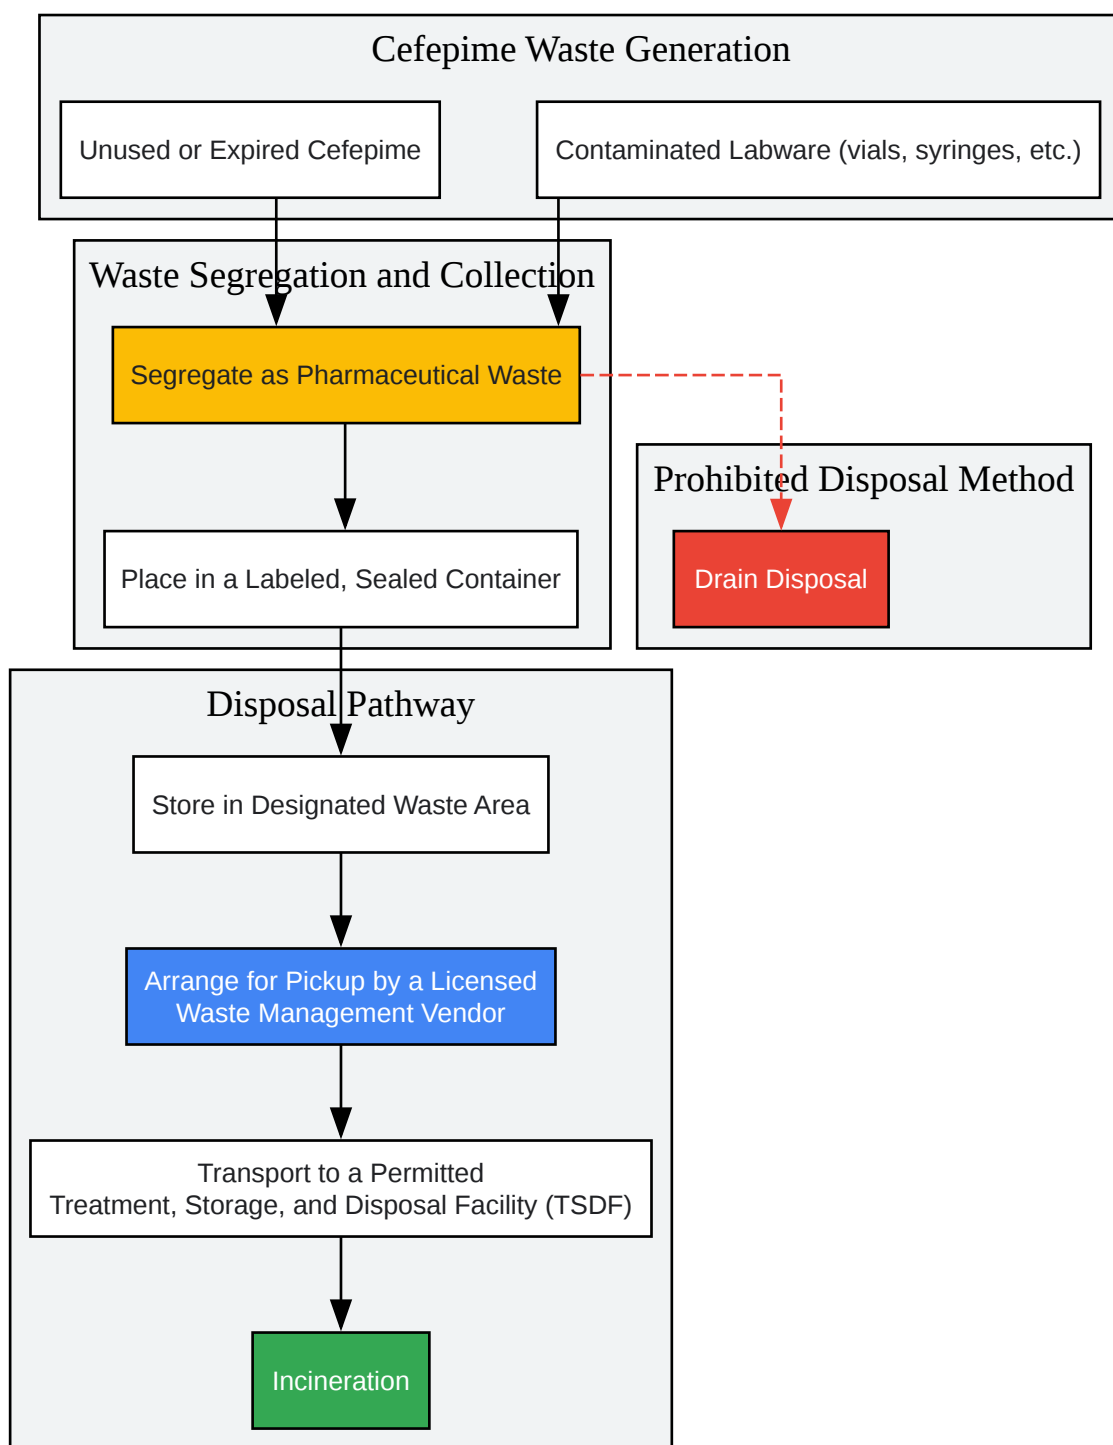 Cefepime Waste Generation
Unused or Expired Cefepime
Contaminated Labware (vials, syringes, etc.)
Waste Segregation and Collection
Segregate as Pharmaceutical Waste
Prohibited Disposal Method
Place in a Labeled, Sealed Container
Drain Disposal
Disposal Pathway
Store in Designated Waste Area
Arrange for Pickup by a Licensed
Waste Management Vendor
Transport to a Permitted
Treatment, Storage, and Disposal Facility (TSDF)
Incineration